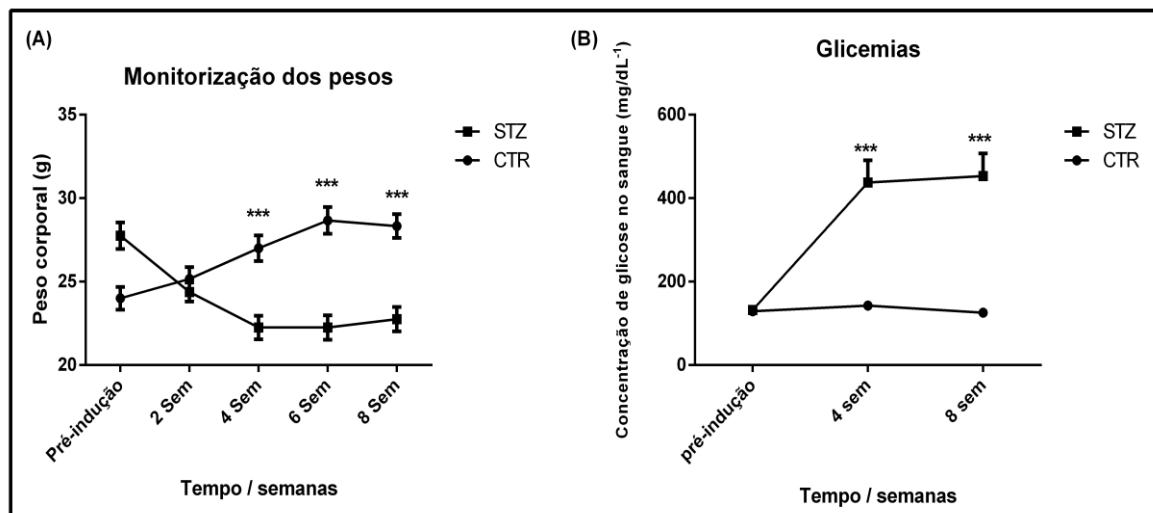 (A)
Monitorização dos pesos
Peso corporal (g)
35
30
25
20
***
***
***
STZ
CTR
Pré-indução
2 Sem
4 Sem
6 Sem
8 Sem
Tempo / semanas
(B)
Glicemias
Concentração de glicose no sangue (mg/dL⁻¹)
600
400
200
0
***
***
STZ
CTR
pré-indução
4 sem
8 sem
Tempo / semanas